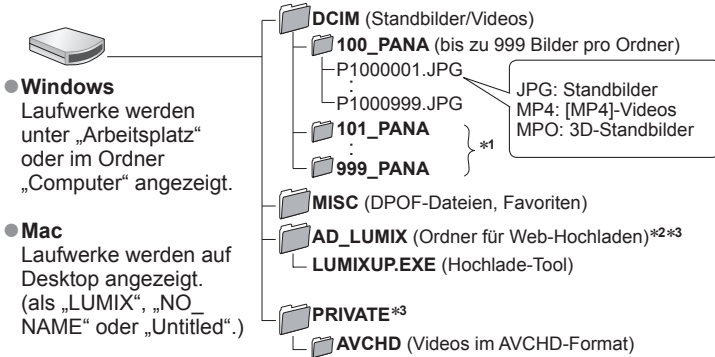 ●Windows
Laufwerke werden
unter „Arbeitsplatz“
oder im Ordner
„Computer“ angezeigt.
●Mac
Laufwerke werden auf
Desktop angezeigt.
(als „LUMIX“, „NO_
NAME“ oder „Untitled“.)
DCIM (Standbilder/Videos)
100_PANA (bis zu 999 Bilder pro Ordner)
P1000001.JPG
:
P1000999.JPG
JPG: Standbilder
MP4: [MP4]-Videos
MPO: 3D-Standbilder
101_PANA
:
999_PANA
*1
MISC (DPOF-Dateien, Favoriten)
AD_LUMIX (Ordner für Web-Hochladen)*2*3
LUMIXUP.EXE (Hochlade-Tool)
PRIVATE*3
AVCHD (Videos im AVCHD-Format)